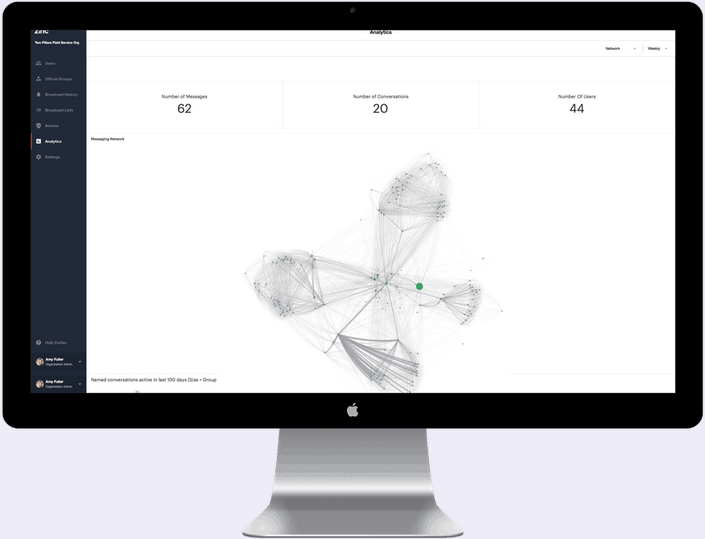 zinc
Analytics
Two Pillars Field Service Org
Network
Weekly
Users
Official Groups
Broadcast History
Broadcast Lists
Admins
Analytics
Settings
Number of Messages
62
Number of Conversations
20
Number Of Users
44
Messaging Network
Help Center
Amy Fuller
Organization Admin
Amy Fuller
Organization Admin
Named conversations active in last 100 days (Size = Group